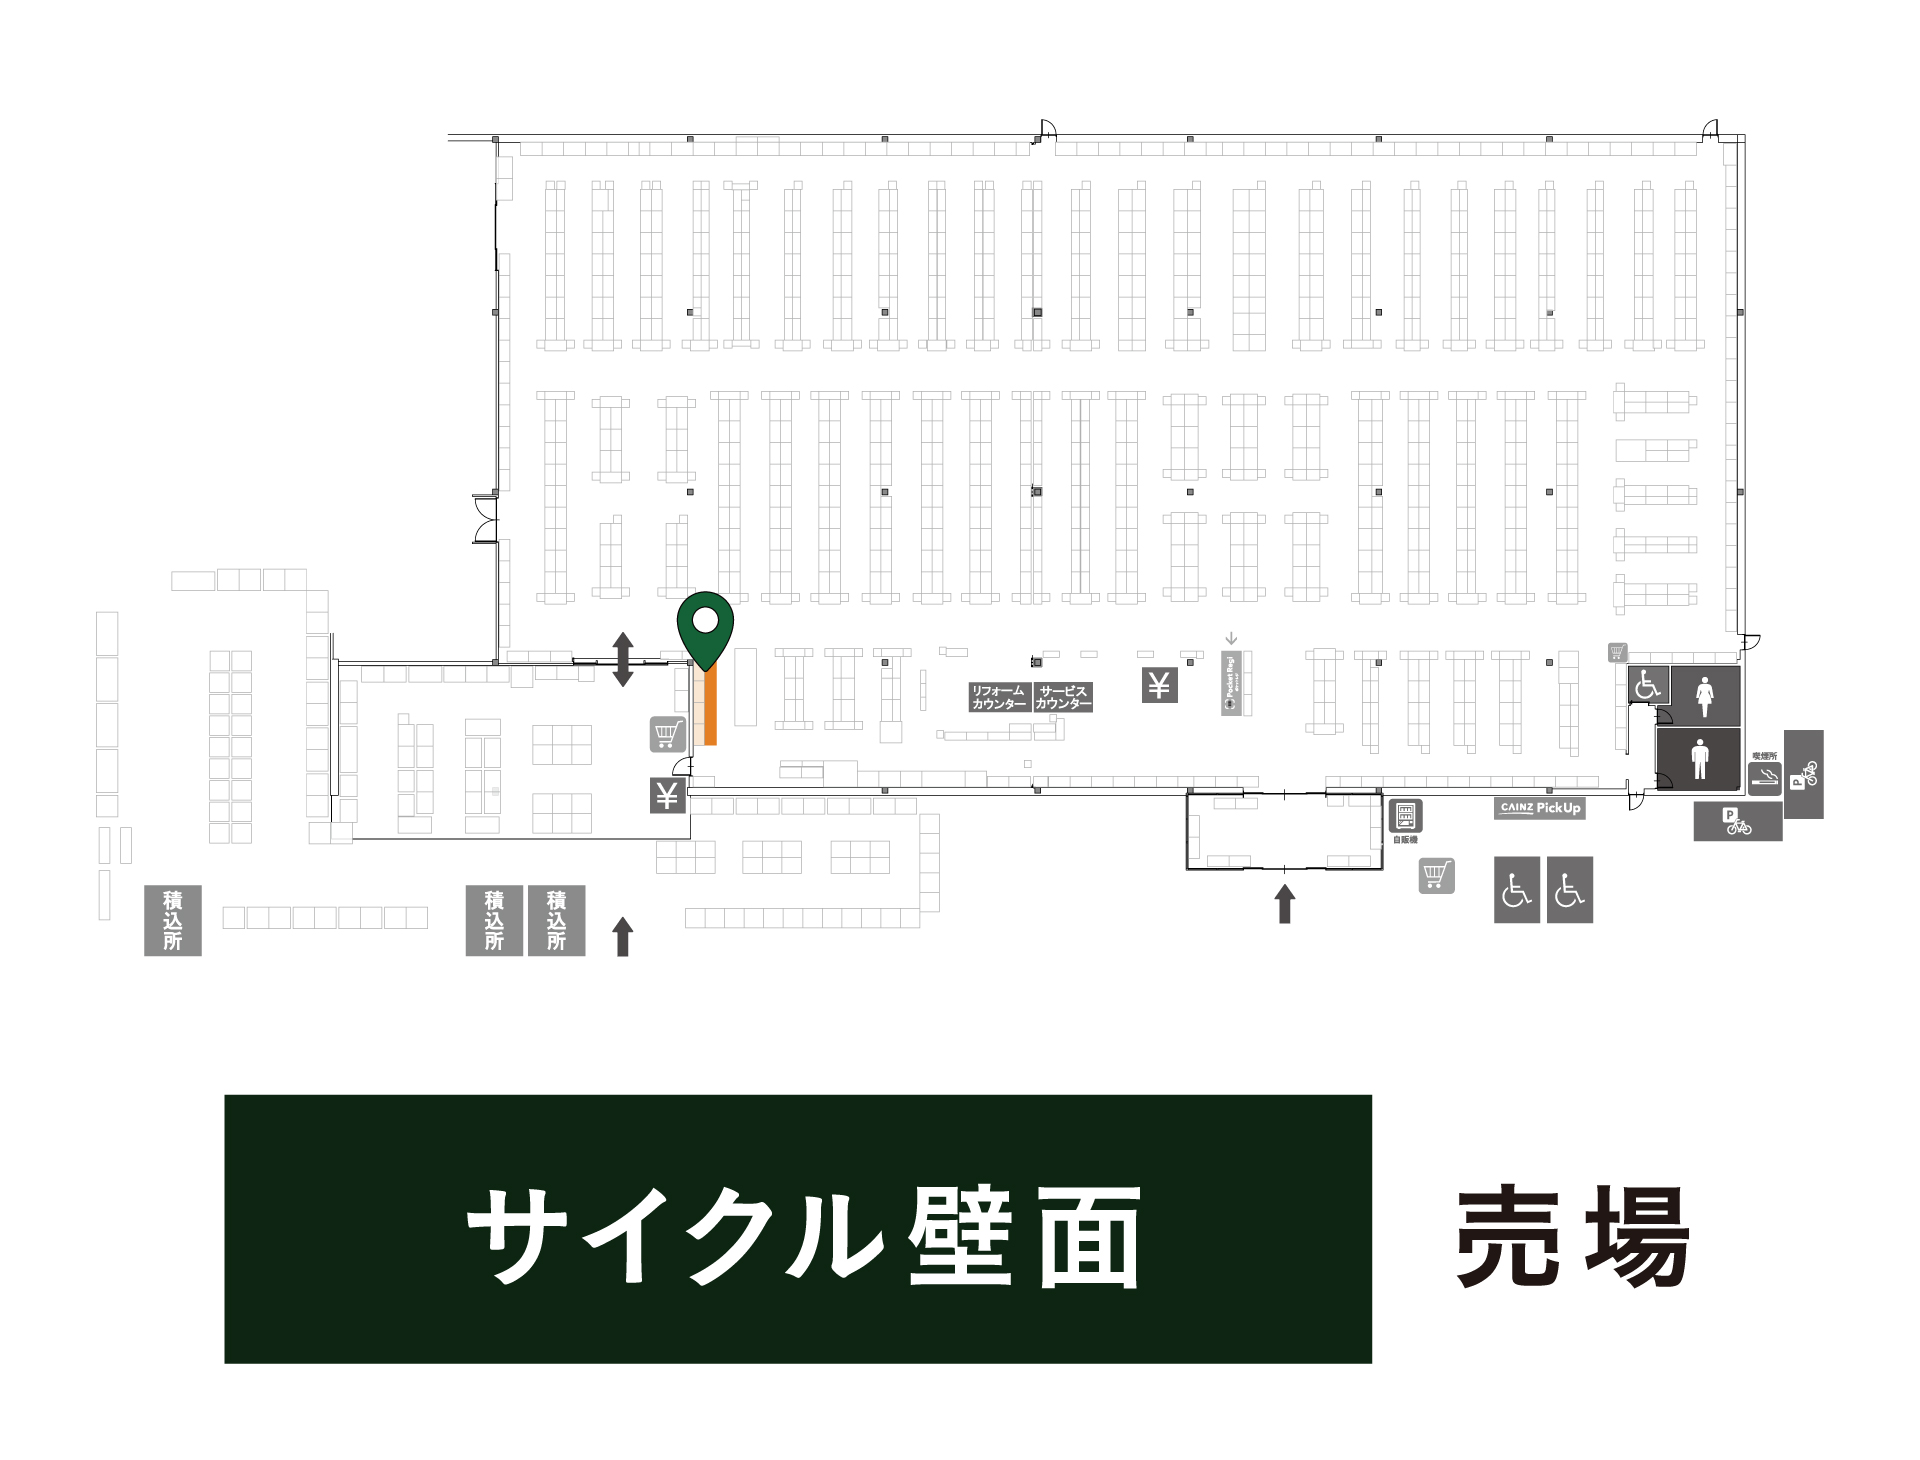 Pocket Regi
リフォーム
カウンター
サービス
カウンター
¥
¥
喫煙所
P
P
CAINZ PickUp
自販機
積込所
積込所
積込所
サイクル壁面
売場